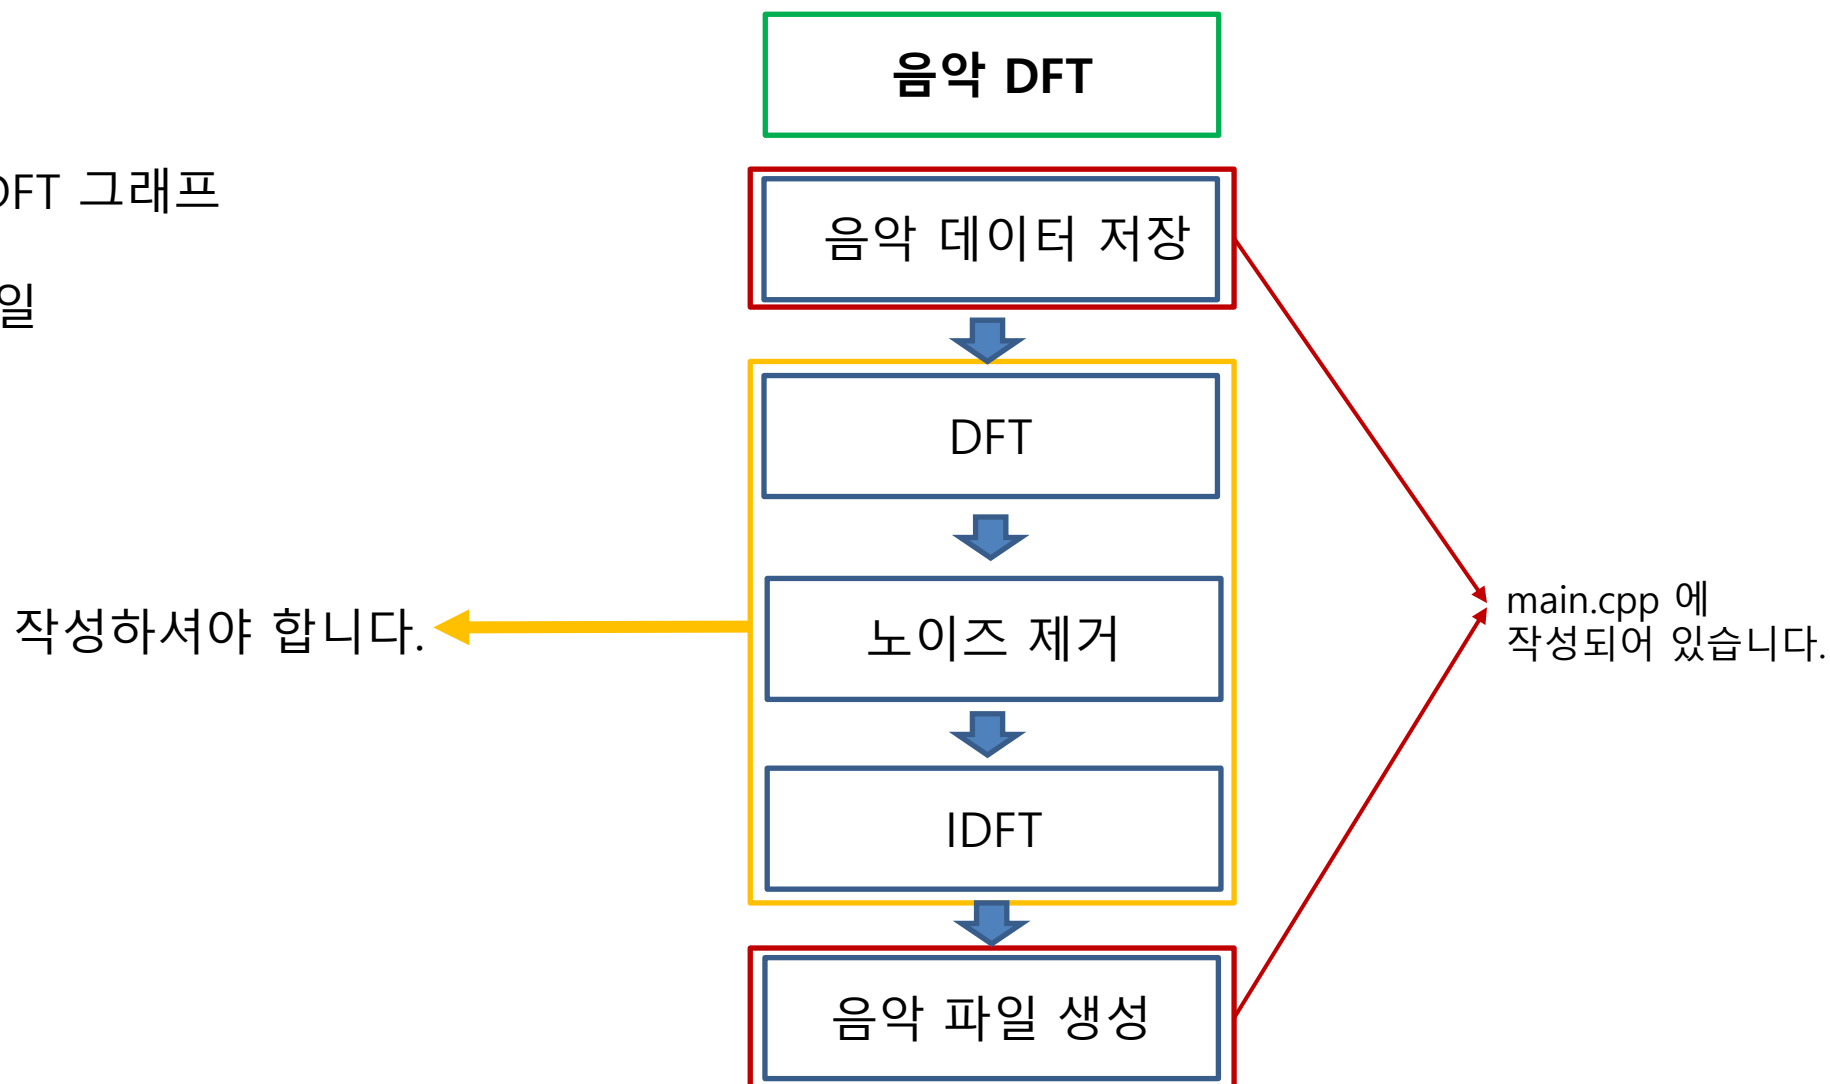 음악 DFT
DFT 그래프
일
음악 데이터 저장
DFT
작성하셔야 합니다.
노이즈 제거
main.cpp 에
작성되어 있습니다.
IDFT
음악 파일 생성